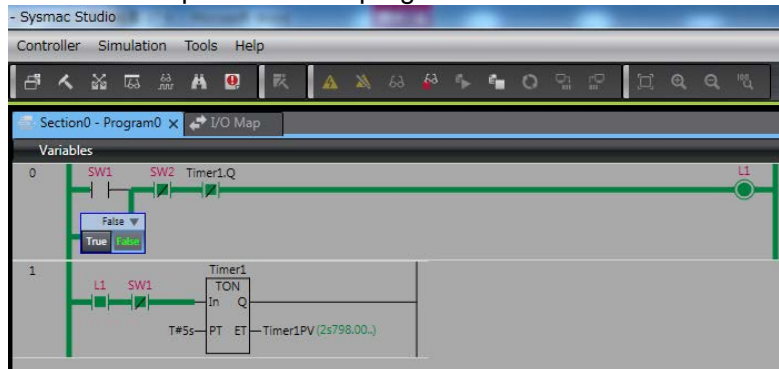 - Sysmac Studio
Controller Simulation Tools Help
Section0 - Program0 x I/O Map
Variables
0 SW1 SW2 Timer1.Q L1
False
True False
1 Timer1
L1 SW1 TON
In Q
T#5s PT ET Timer1PV (2s798.00..)